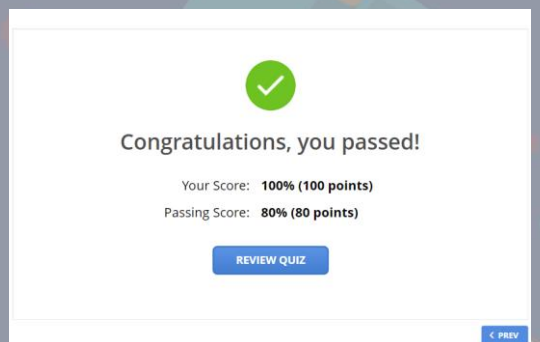 Congratulations, you passed!
Your Score: 100% (100 points)
Passing Score: 80% (80 points)
REVIEW QUIZ
< PREV